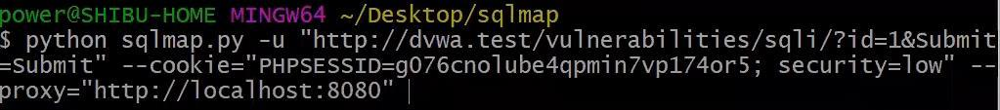 power@SHIBU-HOME MINGW64 ~/Desktop/sqlmap
$ python sqlmap.py -u "http://dvwa.test/vulnerabilities/sqli/?id=1&Submit
=Submit" --cookie="PHPSESSID=g076cnolube4qpmin7vp174or5; security=low" --
proxy="http://localhost:8080"